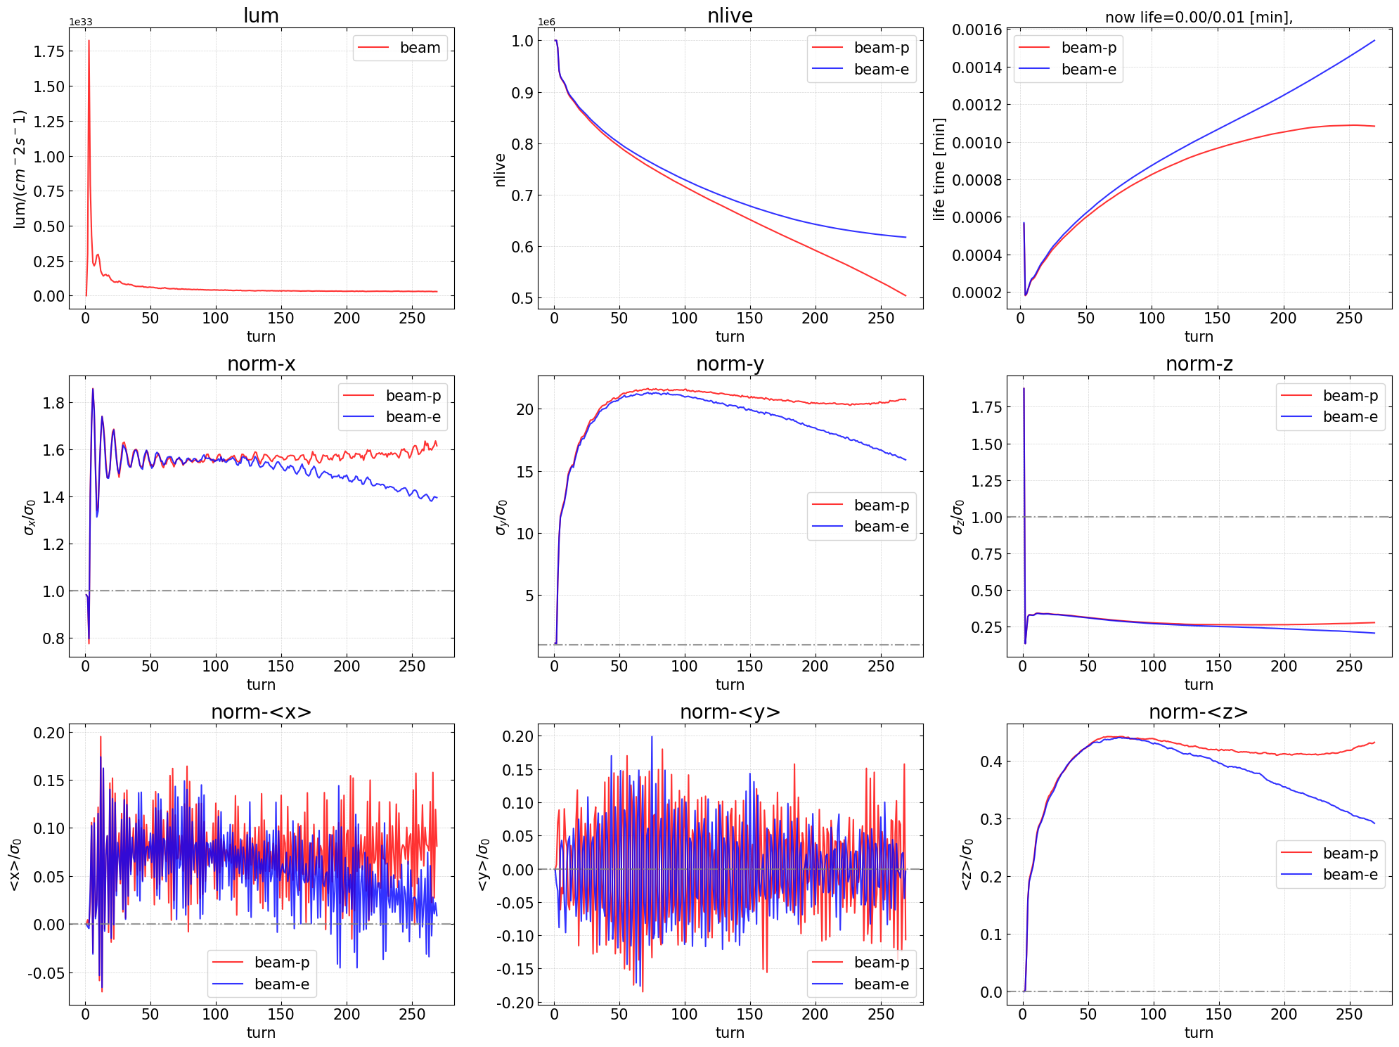 lum
1e33
1.75
1.50
1.25
1.00
0.75
0.50
0.25
0.00
lum/(cm⁻2s⁻1)
beam
0 50 100 150 200 250
turn
nlive
1e6
1.0
0.9
0.8
0.7
0.6
0.5
nlive
beam-p
beam-e
0 50 100 150 200 250
turn
now life=0.00/0.01 [min],
0.0016
0.0014
0.0012
0.0010
0.0008
0.0006
0.0004
0.0002
life time [min]
beam-p
beam-e
0 50 100 150 200 250
turn
norm-x
1.8
1.6
1.4
1.2
1.0
0.8
σx/σ0
beam-p
beam-e
0 50 100 150 200 250
turn
norm-y
20
15
10
5
σy/σ0
beam-p
beam-e
0 50 100 150 200 250
turn
norm-z
1.75
1.50
1.25
1.00
0.75
0.50
0.25
σz/σ0
beam-p
beam-e
0 50 100 150 200 250
turn
norm-<x>
0.20
0.15
0.10
0.05
0.00
-0.05
<x>/σ0
beam-p
beam-e
0 50 100 150 200 250
turn
norm-<y>
0.20
0.15
0.10
0.05
0.00
-0.05
-0.10
-0.15
-0.20
<y>/σ0
beam-p
beam-e
0 50 100 150 200 250
turn
norm-<z>
0.4
0.3
0.2
0.1
0.0
<z>/σ0
beam-p
beam-e
0 50 100 150 200 250
turn